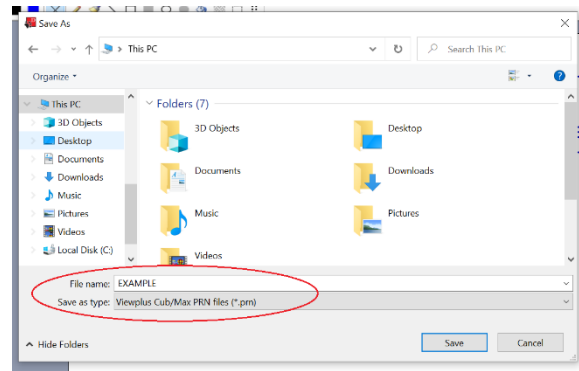 Save As
This PC
Search This PC
Organize
This PC
Folders (7)
3D Objects
3D Objects
Desktop
Desktop
Documents
Documents
Downloads
Downloads
Music
Music
Pictures
Pictures
Videos
Videos
Local Disk (C:)
File name: EXAMPLE
Save as type: Viewplus Cub/Max PRN files (*.prn)
Hide Folders
Save
Cancel